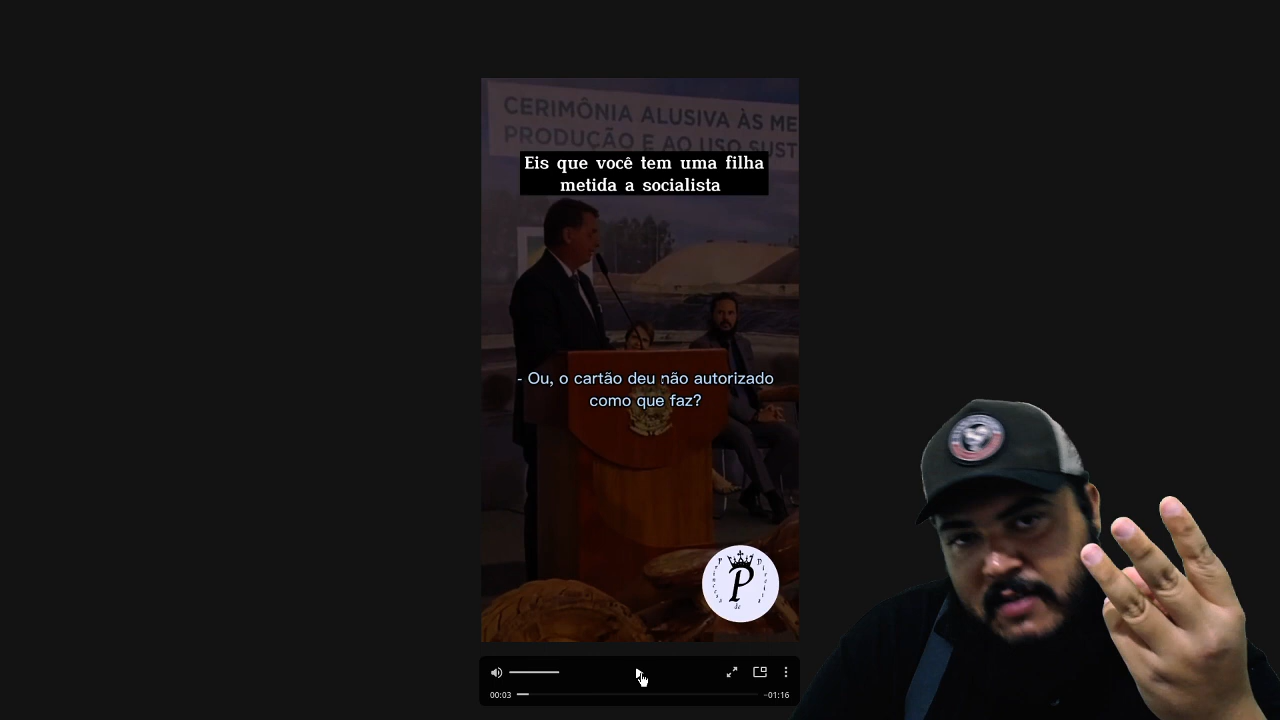 CERIMÔNIA ALUSIVA ÀS ME
PRODUÇÃO E AO USO SUST
Eis que você tem uma filha
metida a socialista
- Ou, o cartão deu não autorizado
como que faz?
P
00:03
-01:16